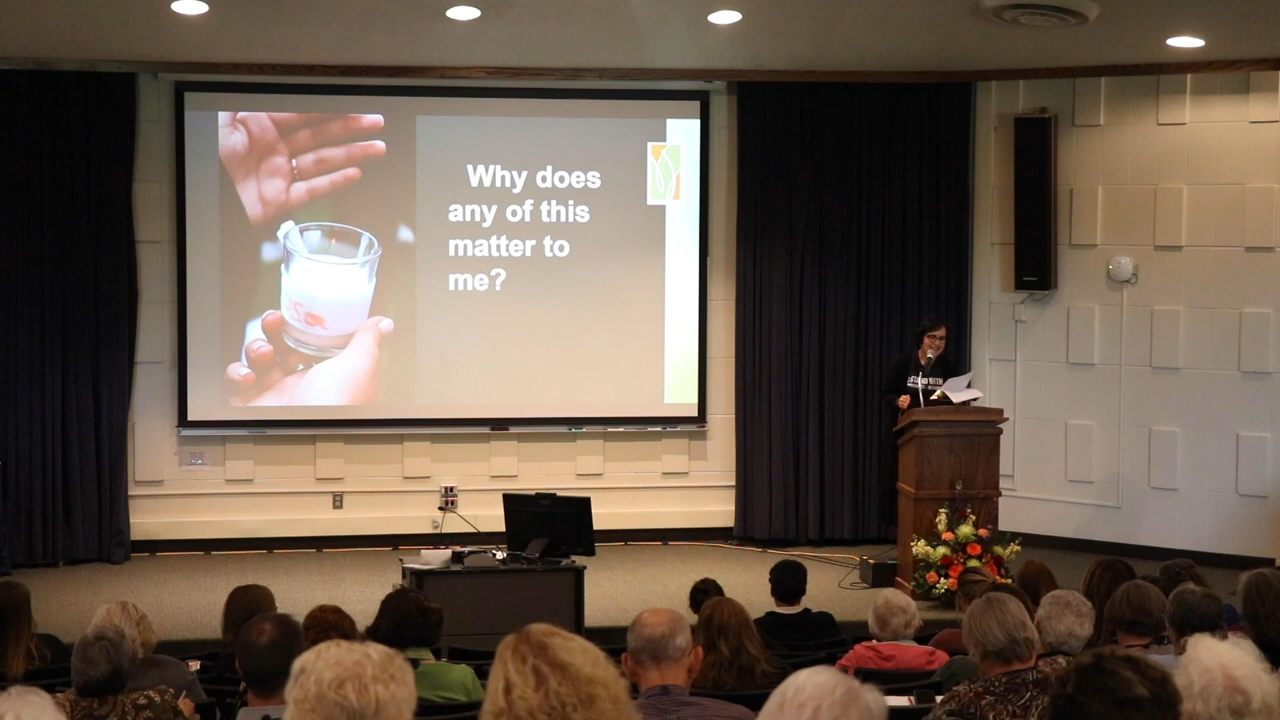 Why does
any of this
matter to
me?